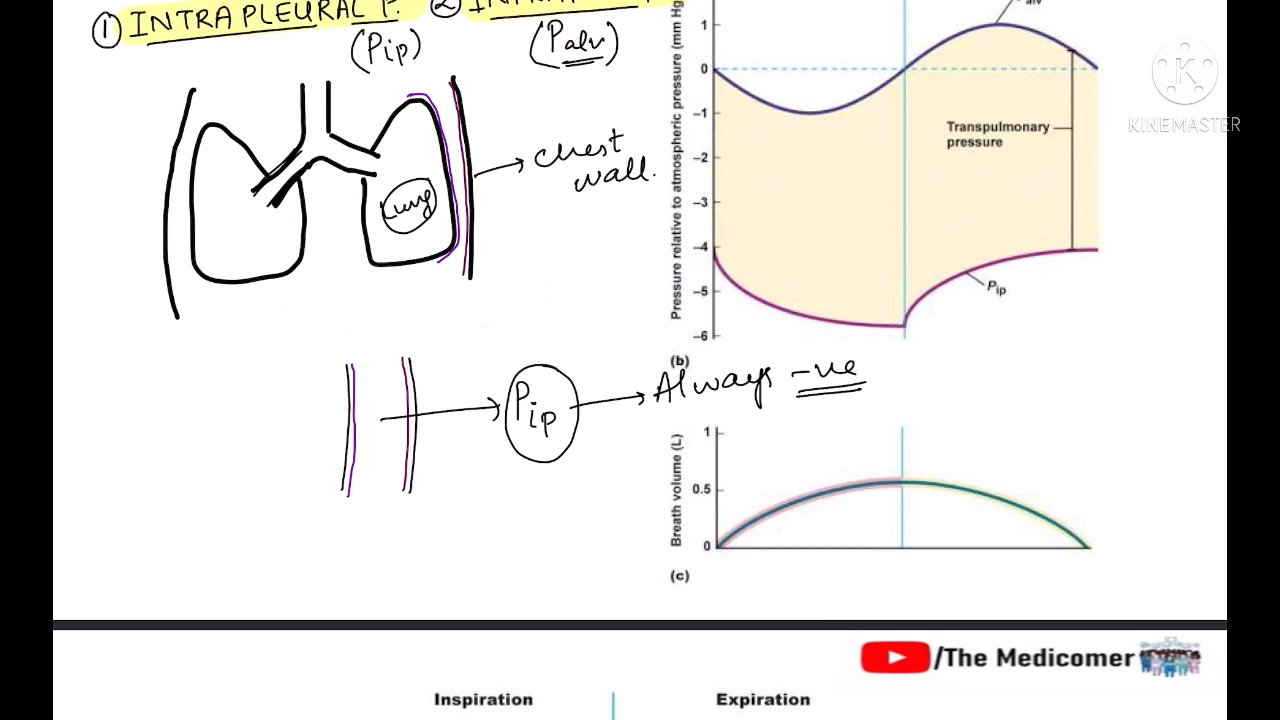 ① INTRAPLEURAL P.
②
(Pip)
(Palv)
Lung
Chest
wall.
Pip
Always -ve
Pressure relative to atmospheric pressure (mm Hg
1
0
-1
-2
-3
-4
-5
-6
alv
Transpulmonary
pressure
Pip
(b)
Breath volume (L)
1
0.5
0
(c)
K
KINEMASTER
/The Medicomer
Inspiration
Expiration